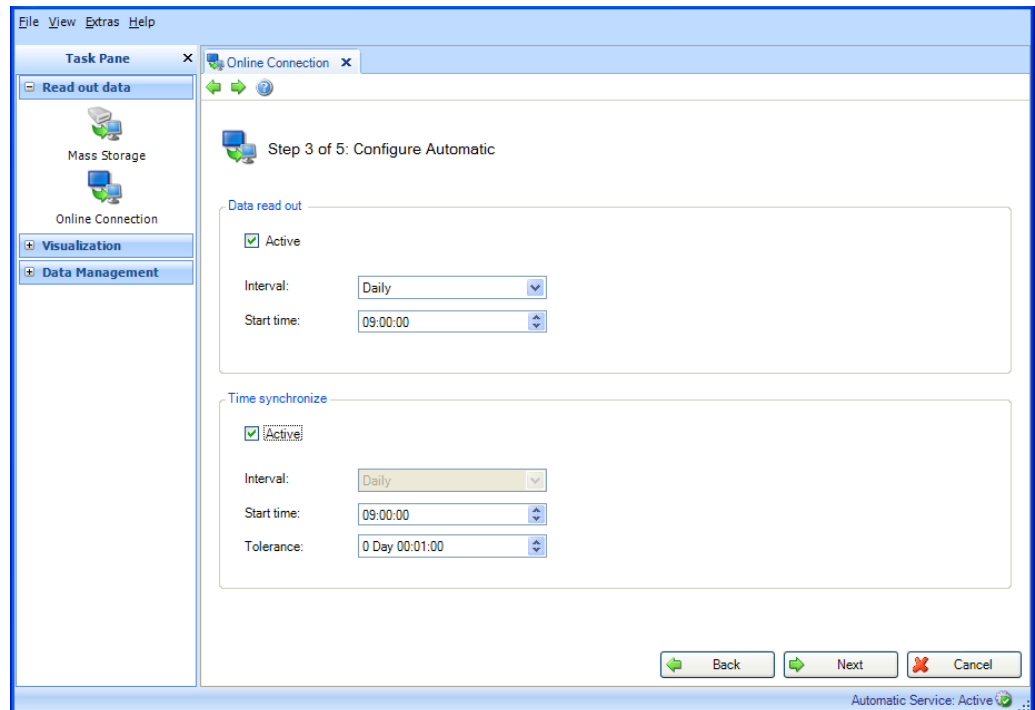 File View Extras Help
Task Pane
Online Connection
Read out data
Mass Storage
Online Connection
Visualization
Data Management
Step 3 of 5: Configure Automatic
Data read out
Active
Interval: Daily
Start time: 09:00:00
Time synchronize
Active
Interval: Daily
Start time: 09:00:00
Tolerance: 0 Day 00:01:00
Back Next Cancel
Automatic Service: Active